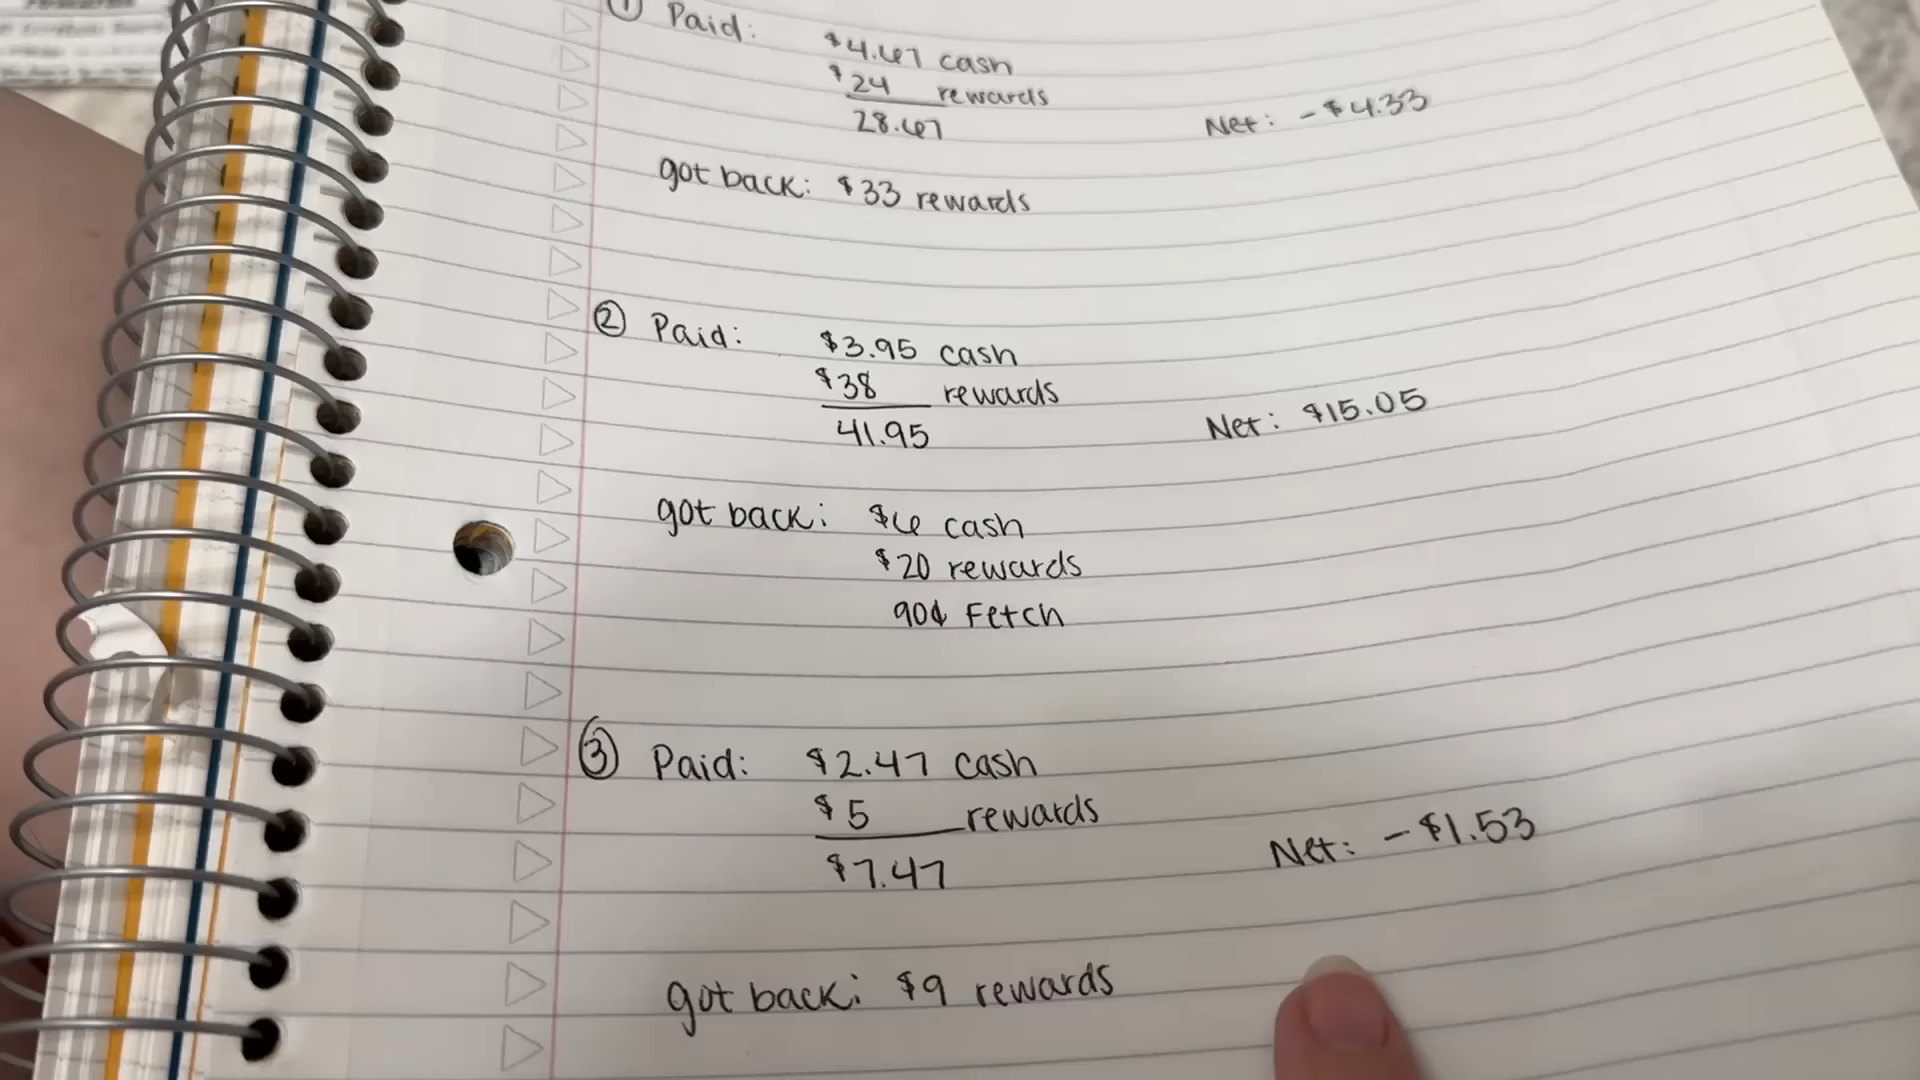 ① Paid: $4.67 cash
$24 rewards
28.67
Net: -$4.33
got back: $33 rewards
② Paid: $3.95 cash
$38 rewards
41.95
Net: $15.05
got back: $6 cash
$20 rewards
90¢ Fetch
③ Paid: $2.47 cash
$5 rewards
$7.47
Net: -$1.53
got back: $9 rewards